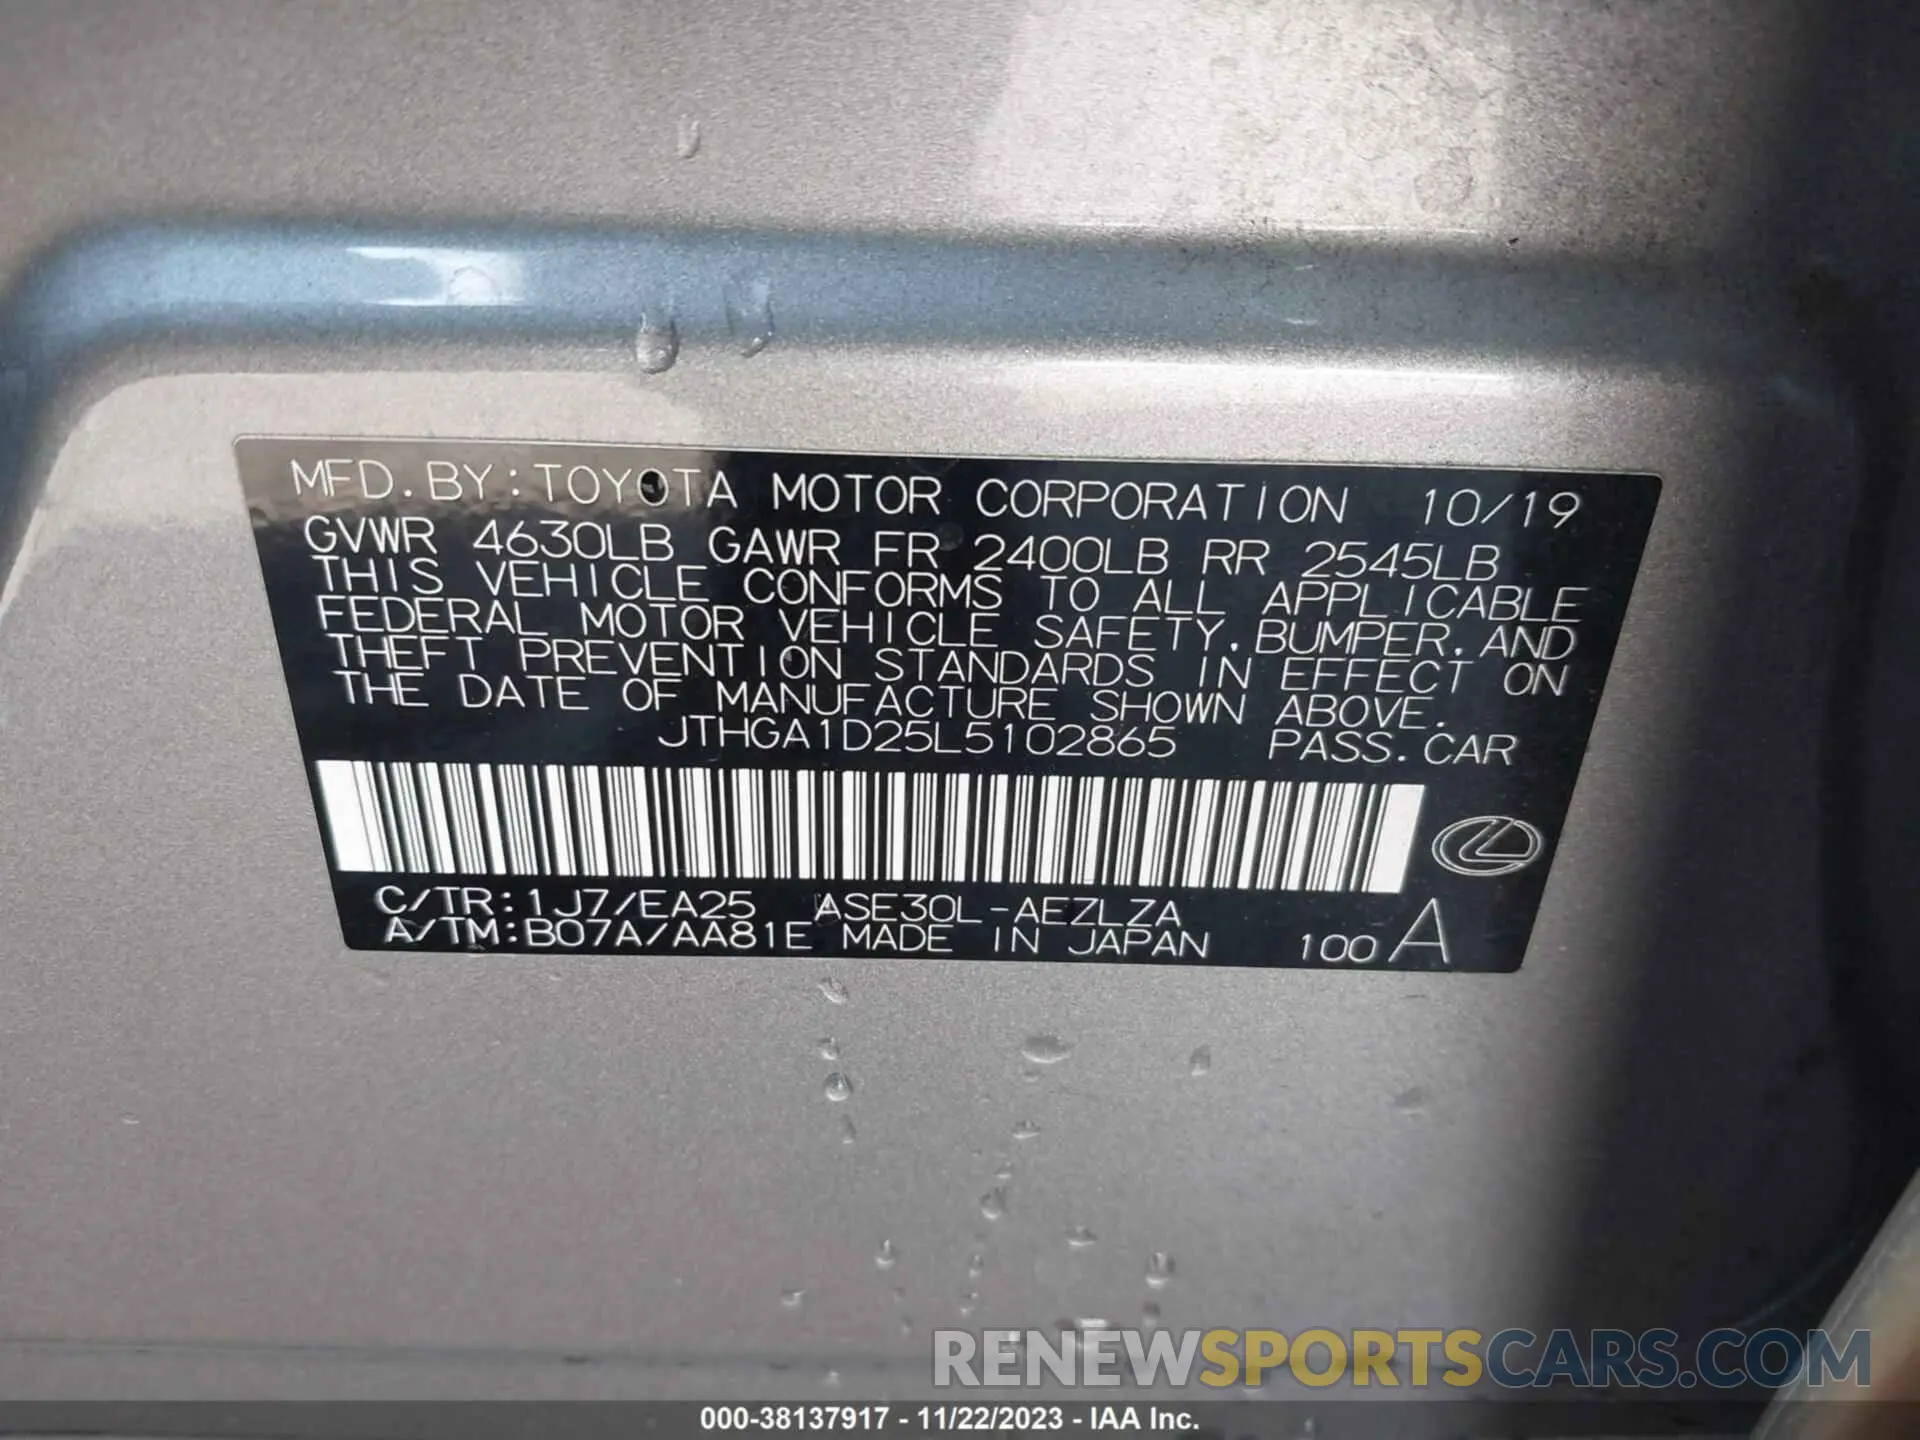 MFD.BY:TOYOTA MOTOR CORPORATION 10/19
GVWR 4630LB GAWR FR 2400LB RR 2545LB
THIS VEHICLE CONFORMS TO ALL APPLICABLE
FEDERAL MOTOR VEHICLE SAFETY, BUMPER, AND
THEFT PREVENTION STANDARDS IN EFFECT ON
THE DATE OF MANUFACTURE SHOWN ABOVE.
JTHGA1D25L5102865 PASS.CAR
C/TR:1J7/EA25 ASE30L-AEZLZA
A/TM:B07A/AA81E MADE IN JAPAN 100 A
RENEWSPORTSCARS.COM
000-38137917 - 11/22/2023 - IAA Inc.